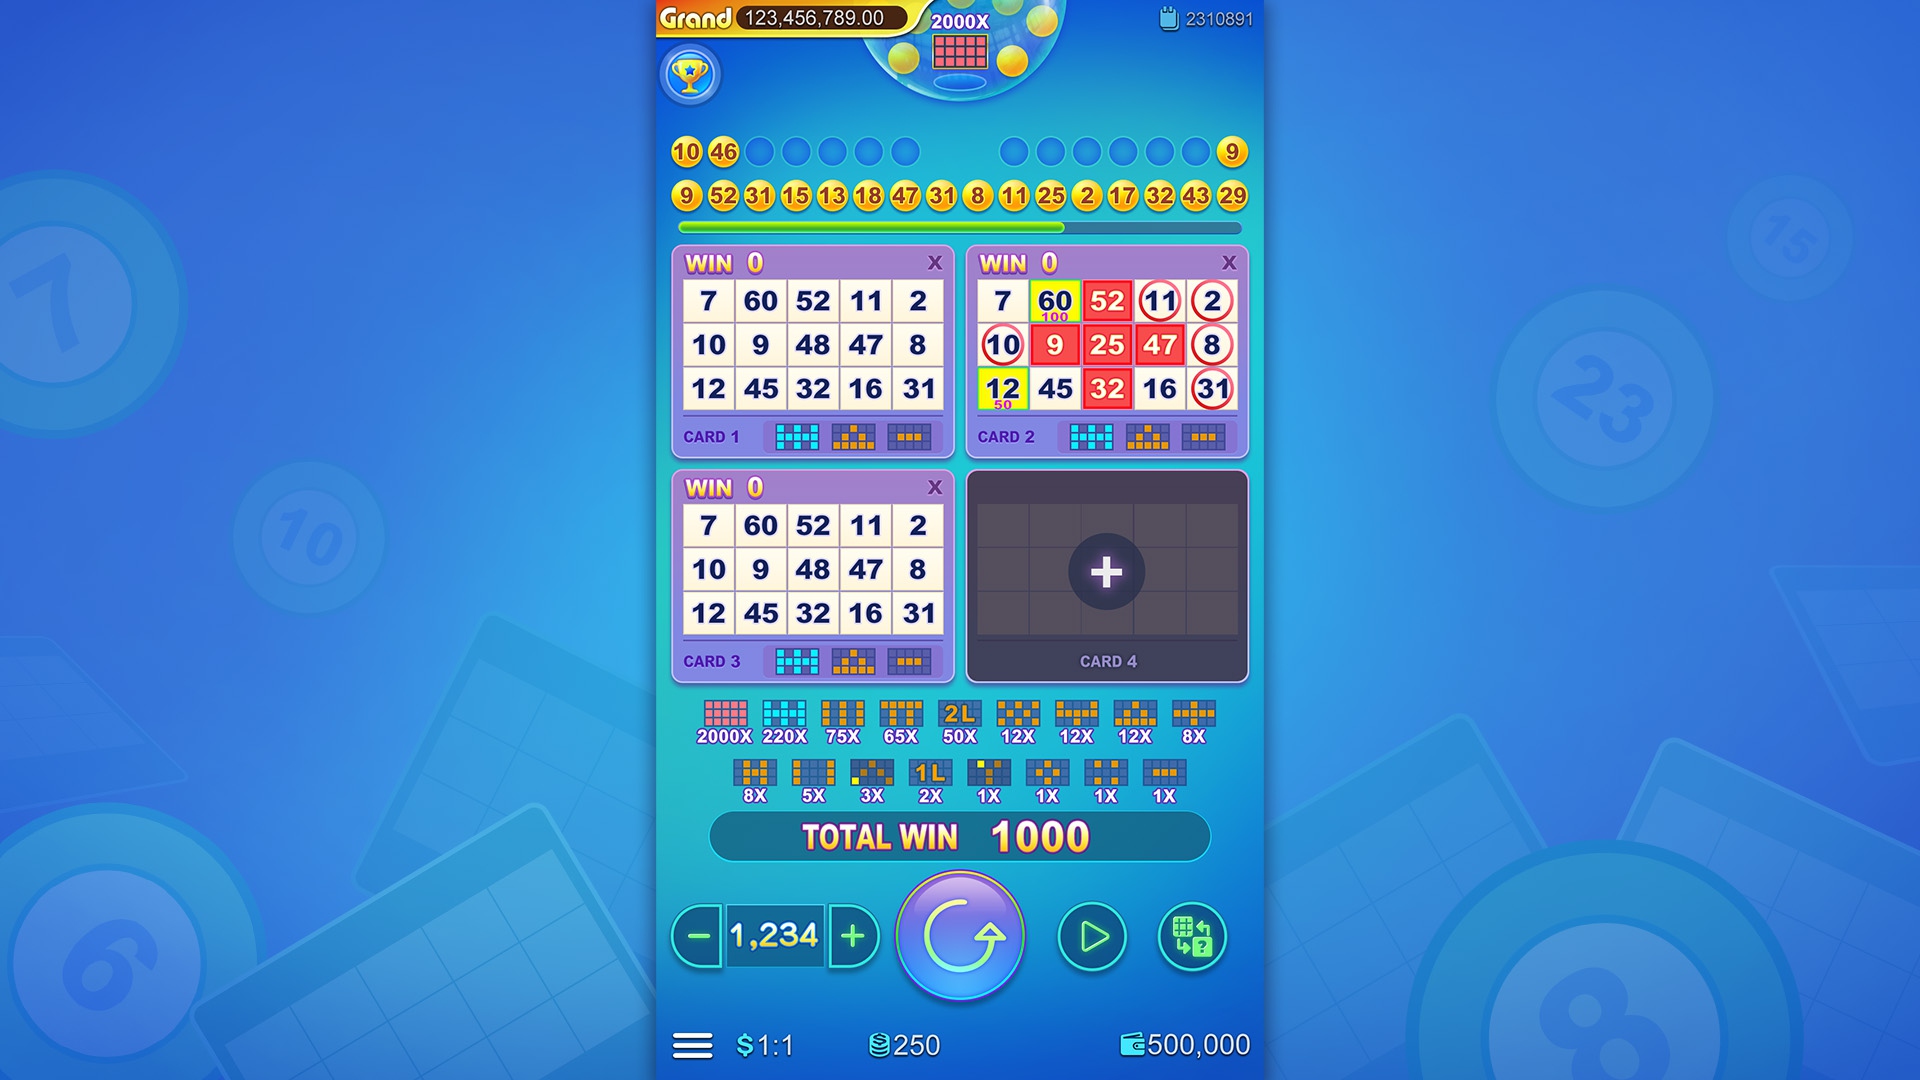 Grand 123,456,789.00
2000X
2310891
10 46 9
9 52 31 15 13 18 47 31 8 11 25 2 17 32 43 29
WIN 0 X
7 60 52 11 2
10 9 48 47 8
12 45 32 16 31
CARD 1
WIN 0 X
7 60 52 11 2
100
10 9 25 47 8
12 45 32 16 31
50
CARD 2
WIN 0 X
7 60 52 11 2
10 9 48 47 8
12 45 32 16 31
CARD 3
+
CARD 4
2L
2000X 220X 75X 65X 50X 12X 12X 12X 8X
1L
8X 5X 3X 2X 1X 1X 1X 1X
TOTAL WIN 1000
− 1,234 +
?
$ 1:1 250 500,000
7
10
6
15
23
8